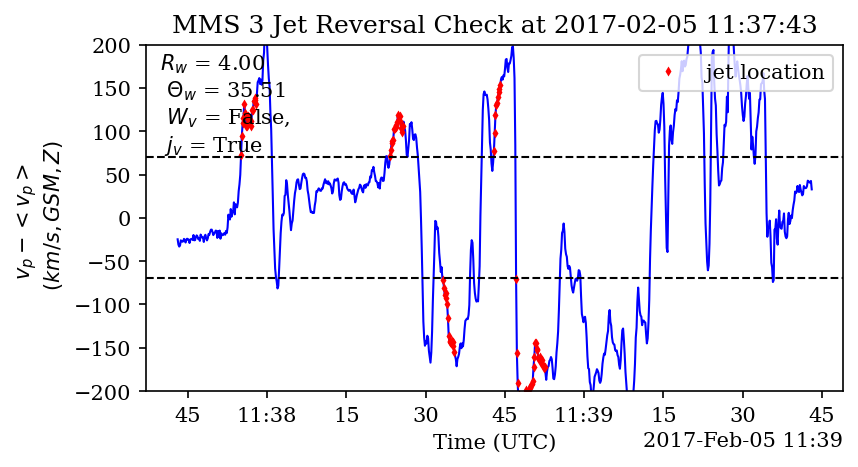 MMS 3 Jet Reversal Check at 2017-02-05 11:37:43
R_w = 4.00
Θ_w = 35.51
W_v = False,
j_v = True
jet location
v_p − < v_p >
(km/s, GSM, Z)
200
150
100
50
0
−50
−100
−150
−200
45 11:38 15 30 45 11:39 15 30 45
Time (UTC)
2017-Feb-05 11:39